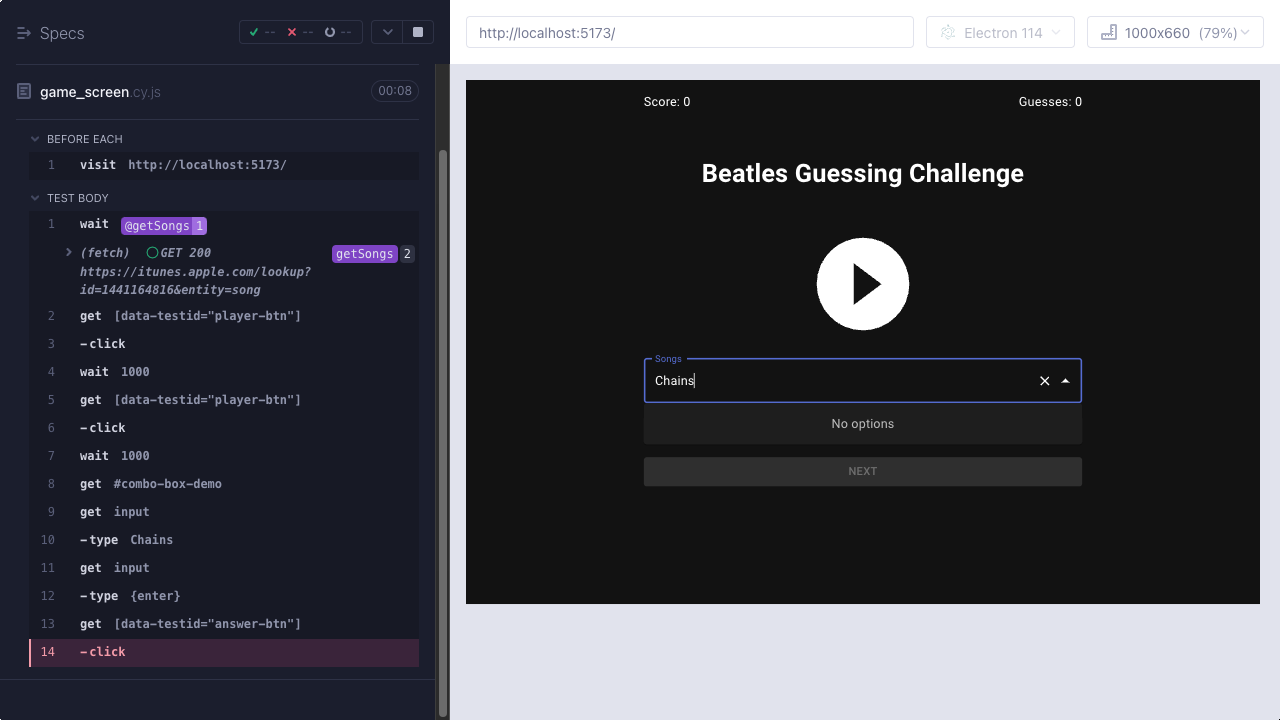 Specs
-- -- --
game_screen.cy.js 00:08
BEFORE EACH
1 visit http://localhost:5173/
TEST BODY
1 wait @getSongs 1
(fetch) GET 200 getSongs 2
https://itunes.apple.com/lookup?
id=1441164816&entity=song
2 get [data-testid="player-btn"]
3 -click
4 wait 1000
5 get [data-testid="player-btn"]
6 -click
7 wait 1000
8 get #combo-box-demo
9 get input
10 -type Chains
11 get input
12 -type {enter}
13 get [data-testid="answer-btn"]
14 -click
http://localhost:5173/
Electron 114
1000x660 (79%)
Score: 0 Guesses: 0
Beatles Guessing Challenge
Songs
Chains
No options
NEXT